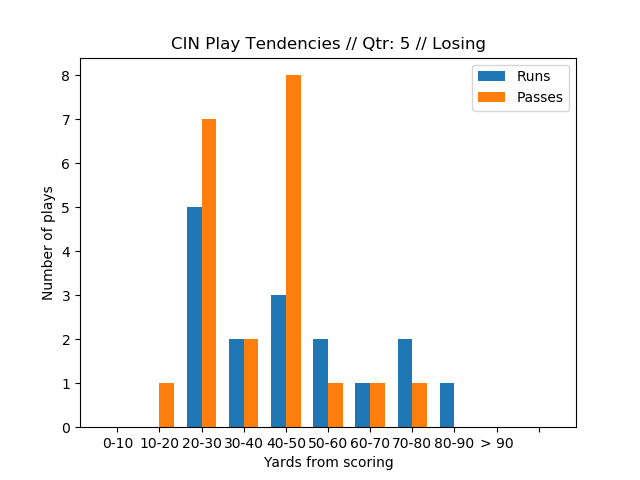 CIN Play Tendencies // Qtr: 5 // Losing
Runs
Passes
Number of plays
8
7
6
5
4
3
2
1
0
0-10 10-20 20-30 30-40 40-50 50-60 60-70 70-80 80-90 > 90
Yards from scoring